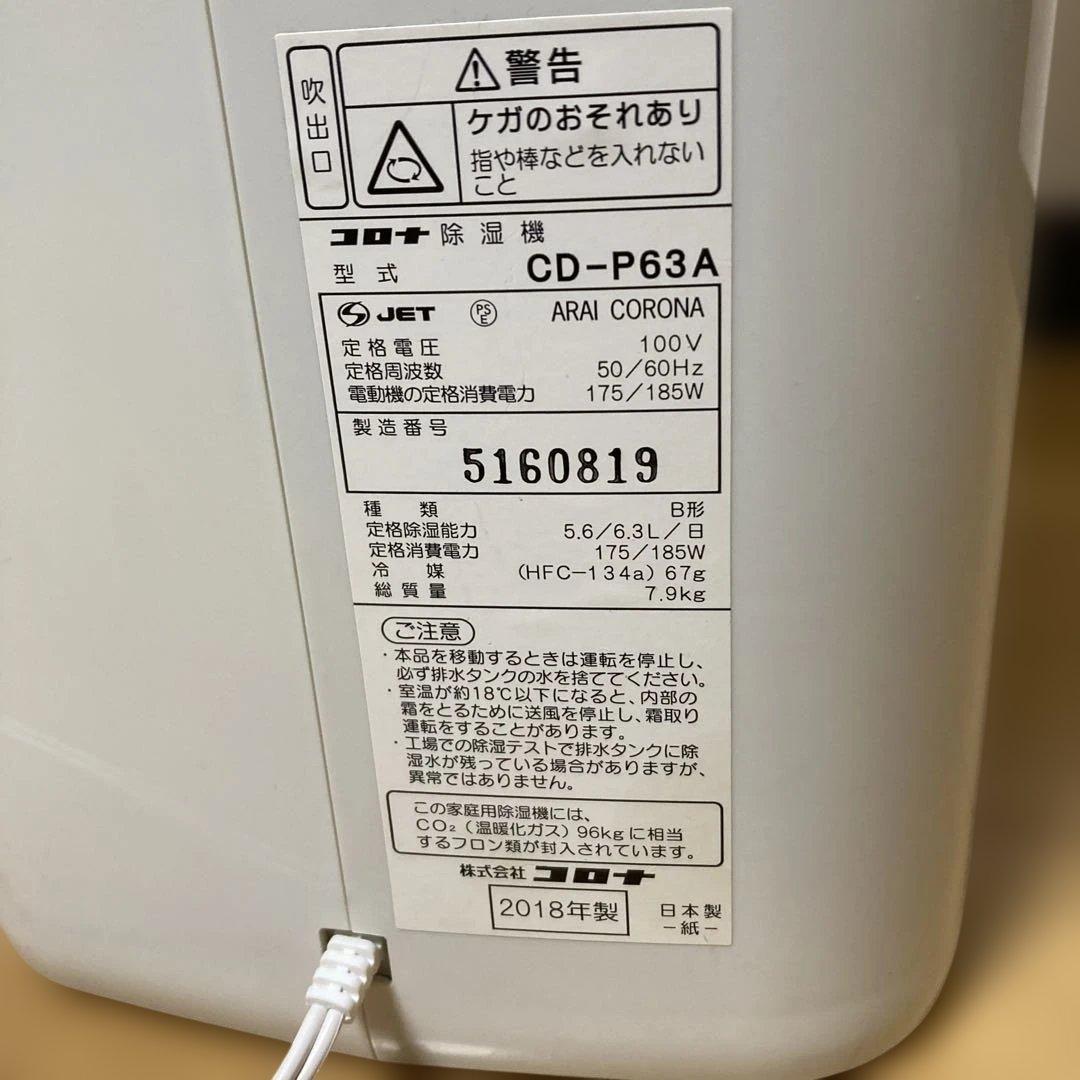 吹出口
警告
ケガのおそれあり
指や棒などを入れない
こと
コロナ 除湿機
型式 CD-P63A
JET PSE ARAI CORONA
定格電圧 100V
定格周波数 50/60Hz
電動機の定格消費電力 175/185W
製造番号
5160819
種類 B形
定格除湿能力 5.6/6.3L/日
定格消費電力 175/185W
冷媒 (HFC-134a) 67g
総質量 7.9kg
ご注意
・本品を移動するときは運転を停止し、
必ず排水タンクの水を捨ててください。
・室温が約18℃以下になると、内部の
霜をとるために送風を停止し、霜取り
運転をすることがあります。
・工場での除湿テストで排水タンクに除
湿水が残っている場合がありますが、
異常ではありません。
この家庭用除湿機には、
CO₂(温暖化ガス)96kgに相当
するフロン類が封入されています。
株式会社 コロナ
2018年製
日本製
-紙-